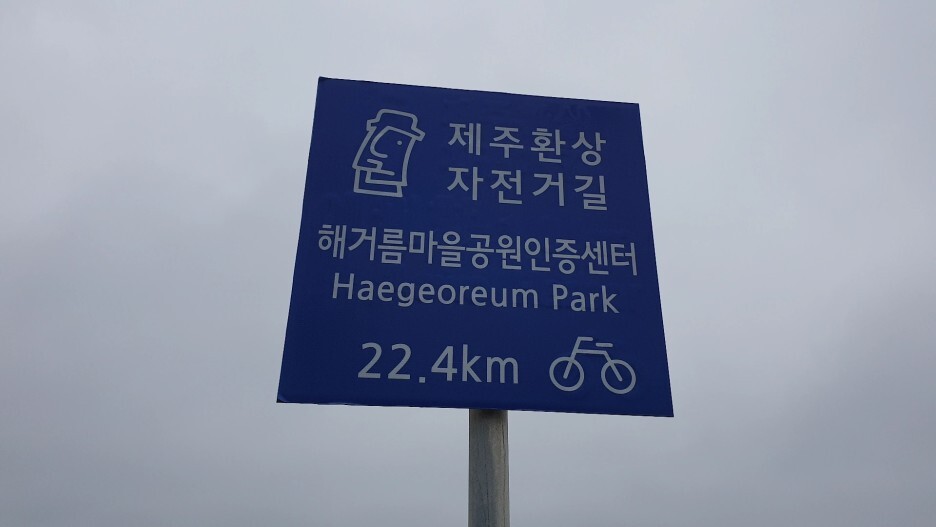 제주환상
자전거길
해거름마을공원인증센터
Haegeoreum Park
22.4km